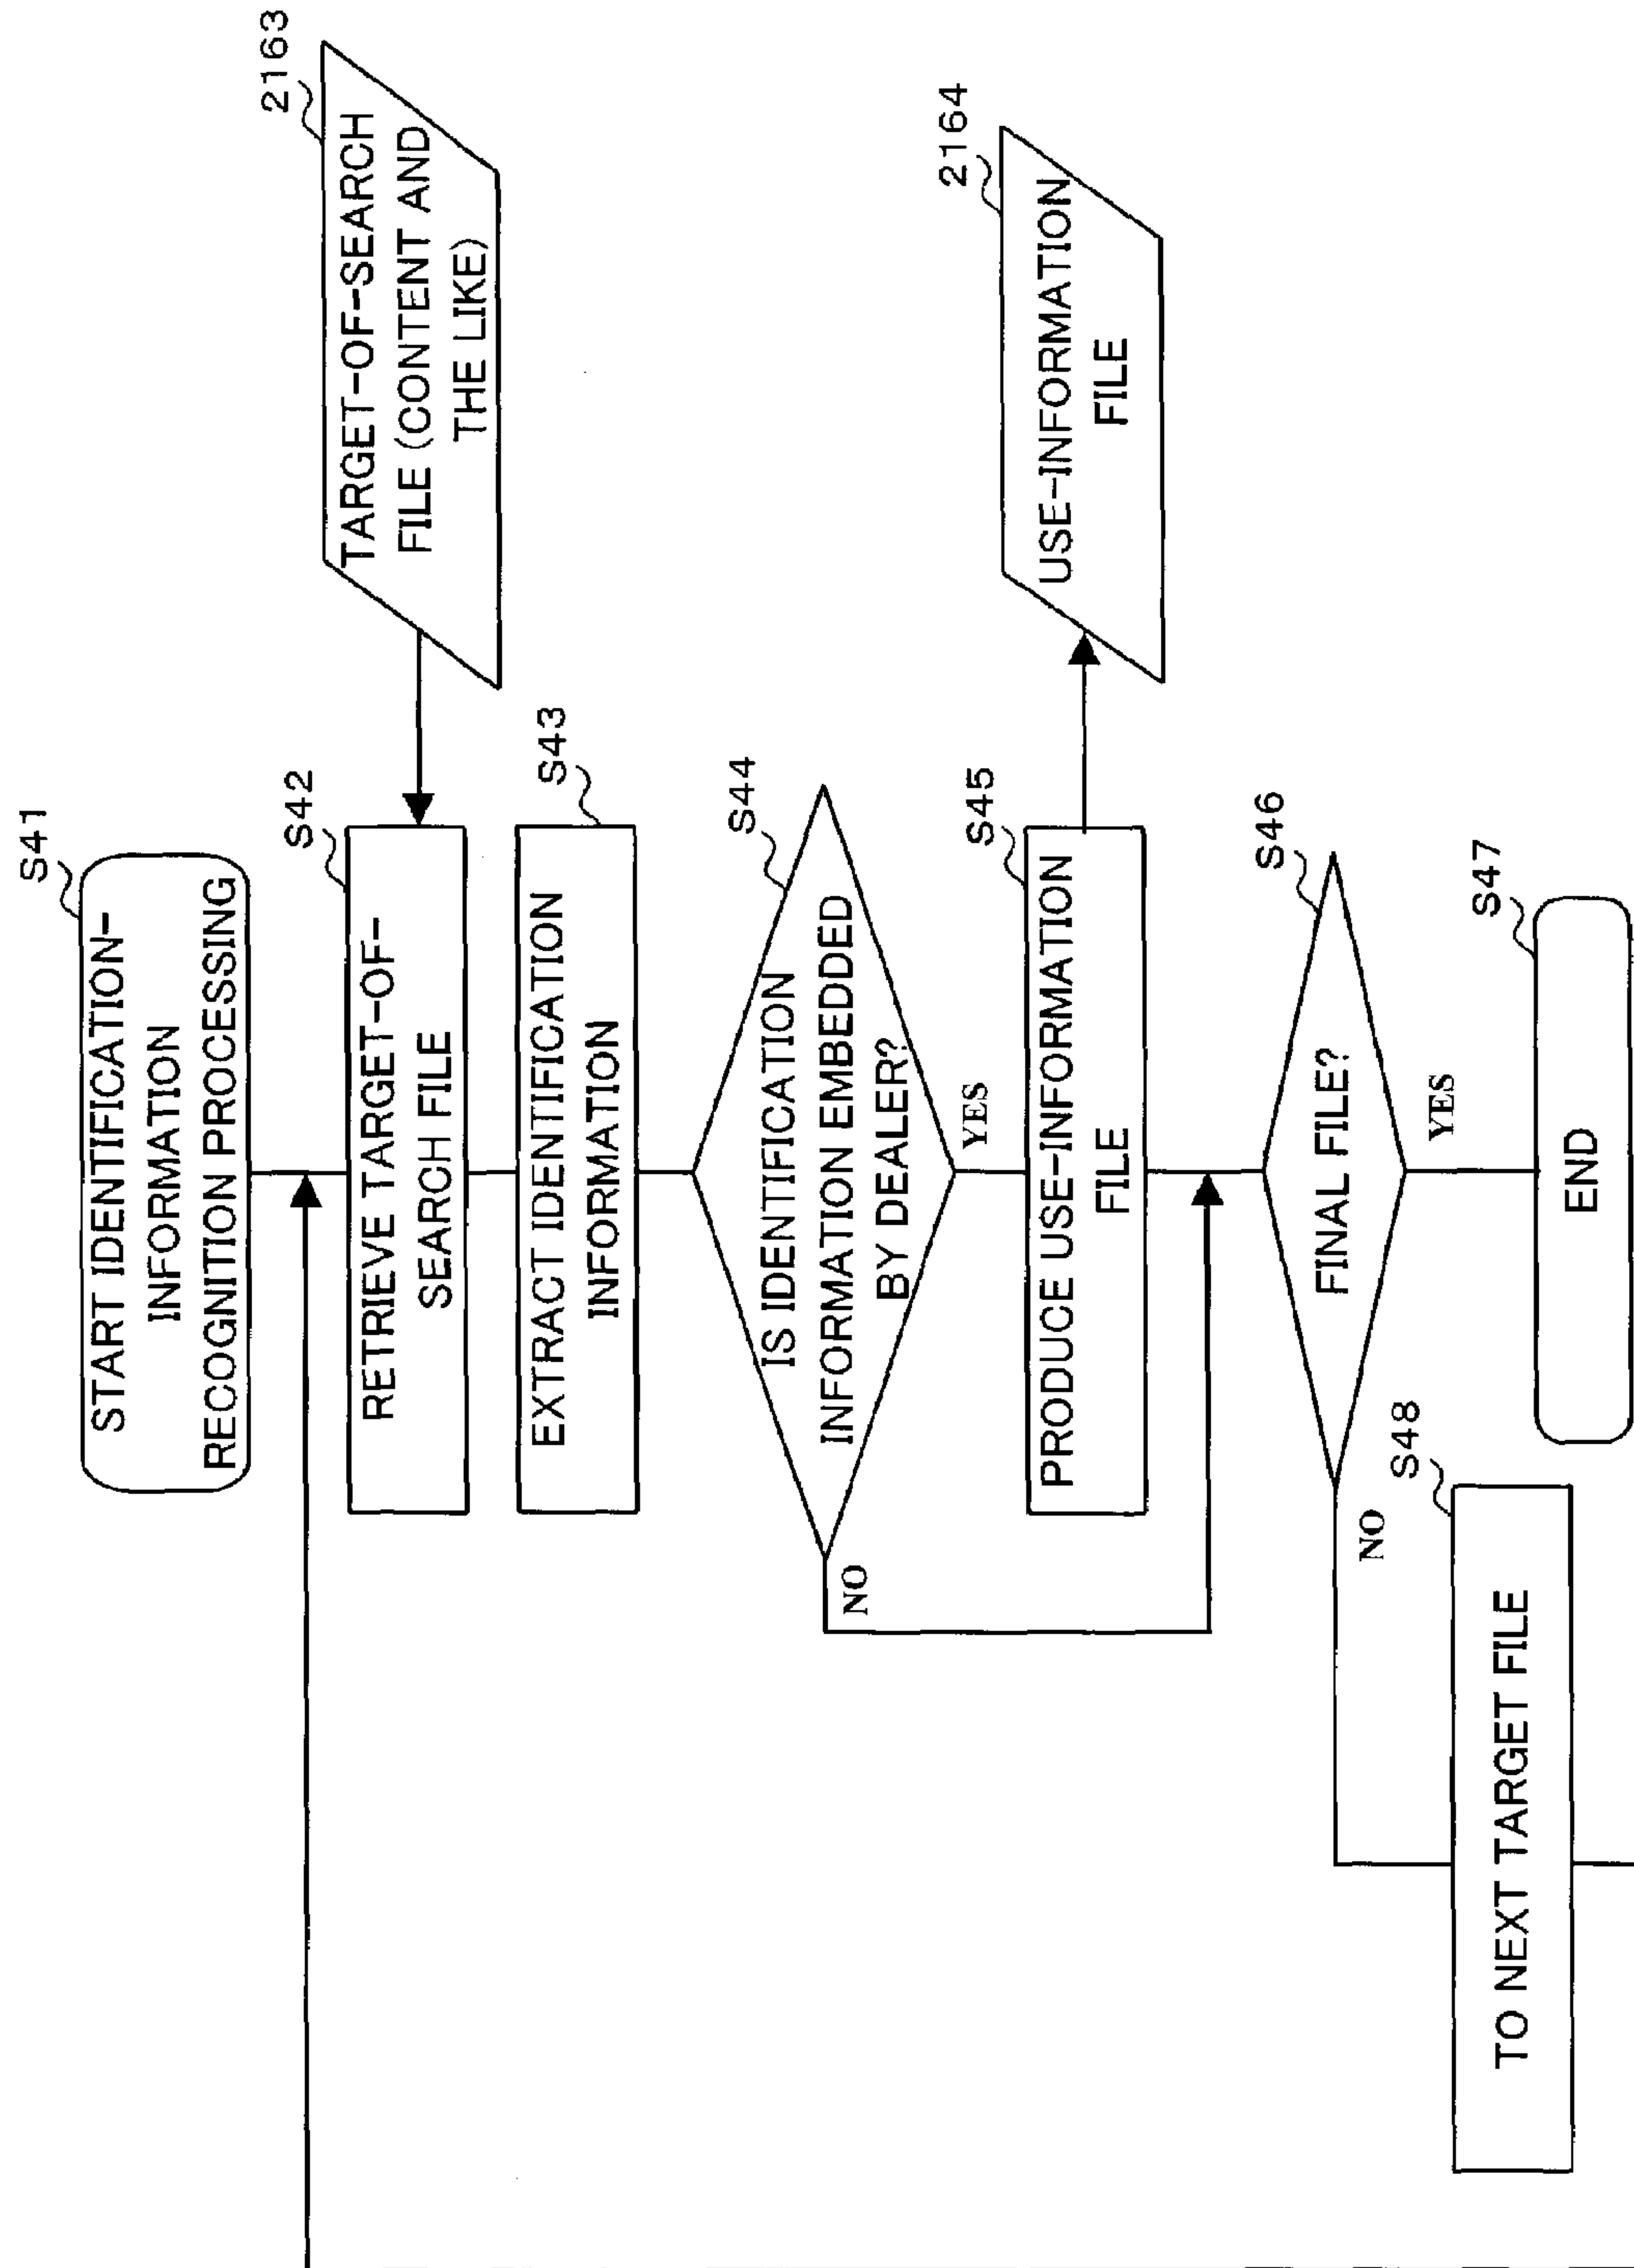 S41
START IDENTIFICATION-
INFORMATION
RECOGNITION PROCESSING
2163
TARGET-OF-SEARCH
FILE (CONTENT AND
THE LIKE)
S42
RETRIEVE TARGET-OF-
SEARCH FILE
S43
EXTRACT IDENTIFICATION
INFORMATION
S44
IS IDENTIFICATION
INFORMATION EMBEDDED
BY DEALER?
NO
YES
S45
PRODUCE USE-INFORMATION
FILE
2164
USE-INFORMATION
FILE
S46
FINAL FILE?
NO
YES
S48
TO NEXT TARGET FILE
S47
END